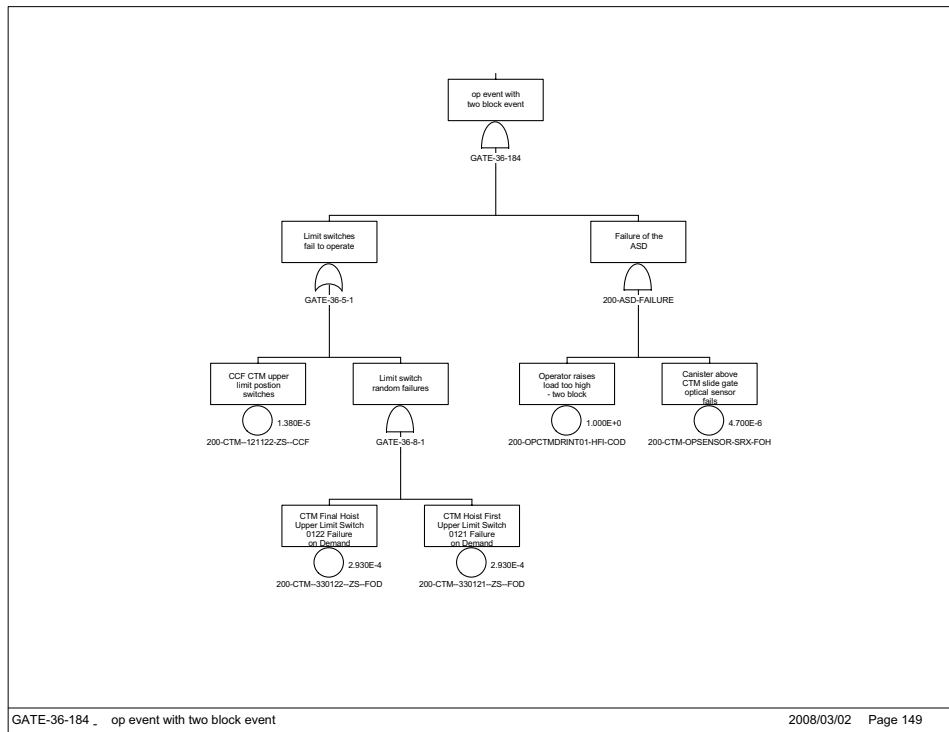 op event with
two block event
GATE-36-184
Limit switches
fail to operate
GATE-36-5-1
Failure of the
ASD
200-ASD-FAILURE
CCF CTM upper
limit postion
switches
1.380E-5
200-CTM--121122-ZS--CCF
Limit switch
random failures
GATE-36-8-1
Operator raises
load too high
- two block
1.000E+0
200-OPCTMDRINT01-HFI-COD
Canister above
CTM slide gate
optical sensor
fails
4.700E-6
200-CTM-OPSENSOR-SRX-FOH
CTM Final Hoist
Upper Limit Switch
0122 Failure
on Demand
2.930E-4
200-CTM--330122--ZS--FOD
CTM Hoist First
Upper Limit Switch
0121 Failure
on Demand
2.930E-4
200-CTM--330121--ZS--FOD
GATE-36-184 - op event with two block event
2008/03/02 Page 149